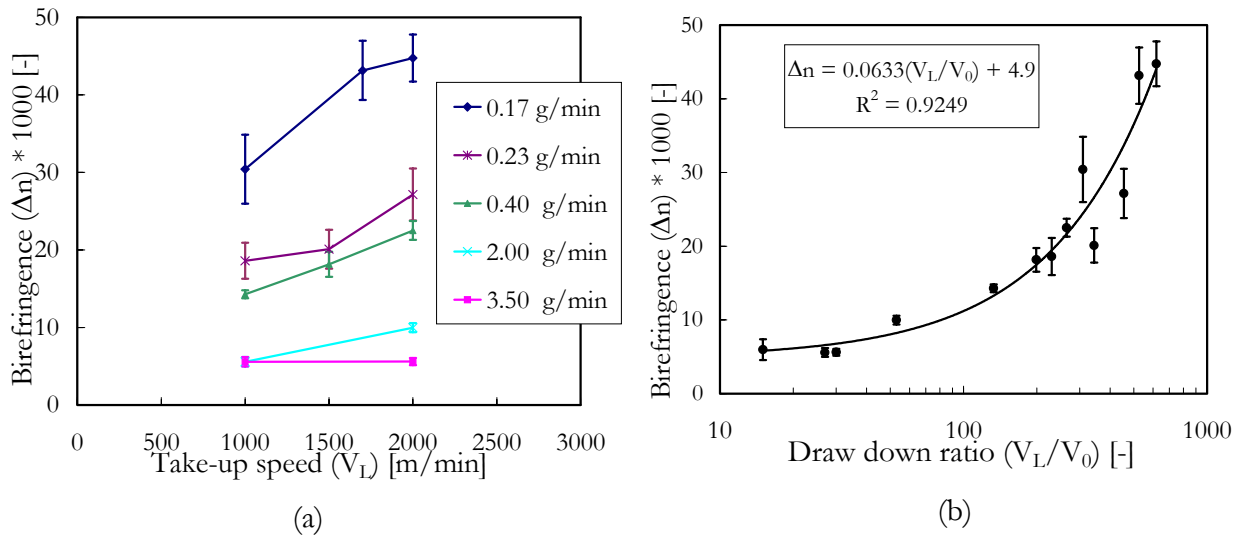 50
40
30
20
10
0
Birefringence (Δn) * 1000 [-]
0.17 g/min
0.23 g/min
0.40 g/min
2.00 g/min
3.50 g/min
0 500 1000 1500 2000 2500 3000
Take-up speed (V_L) [m/min]
(a)
50
40
30
20
10
0
Birefringence (Δn) * 1000 [-]
Δn = 0.0633(V_L/V_0) + 4.9
R² = 0.9249
10 100 1000
Draw down ratio (V_L/V_0) [-]
(b)